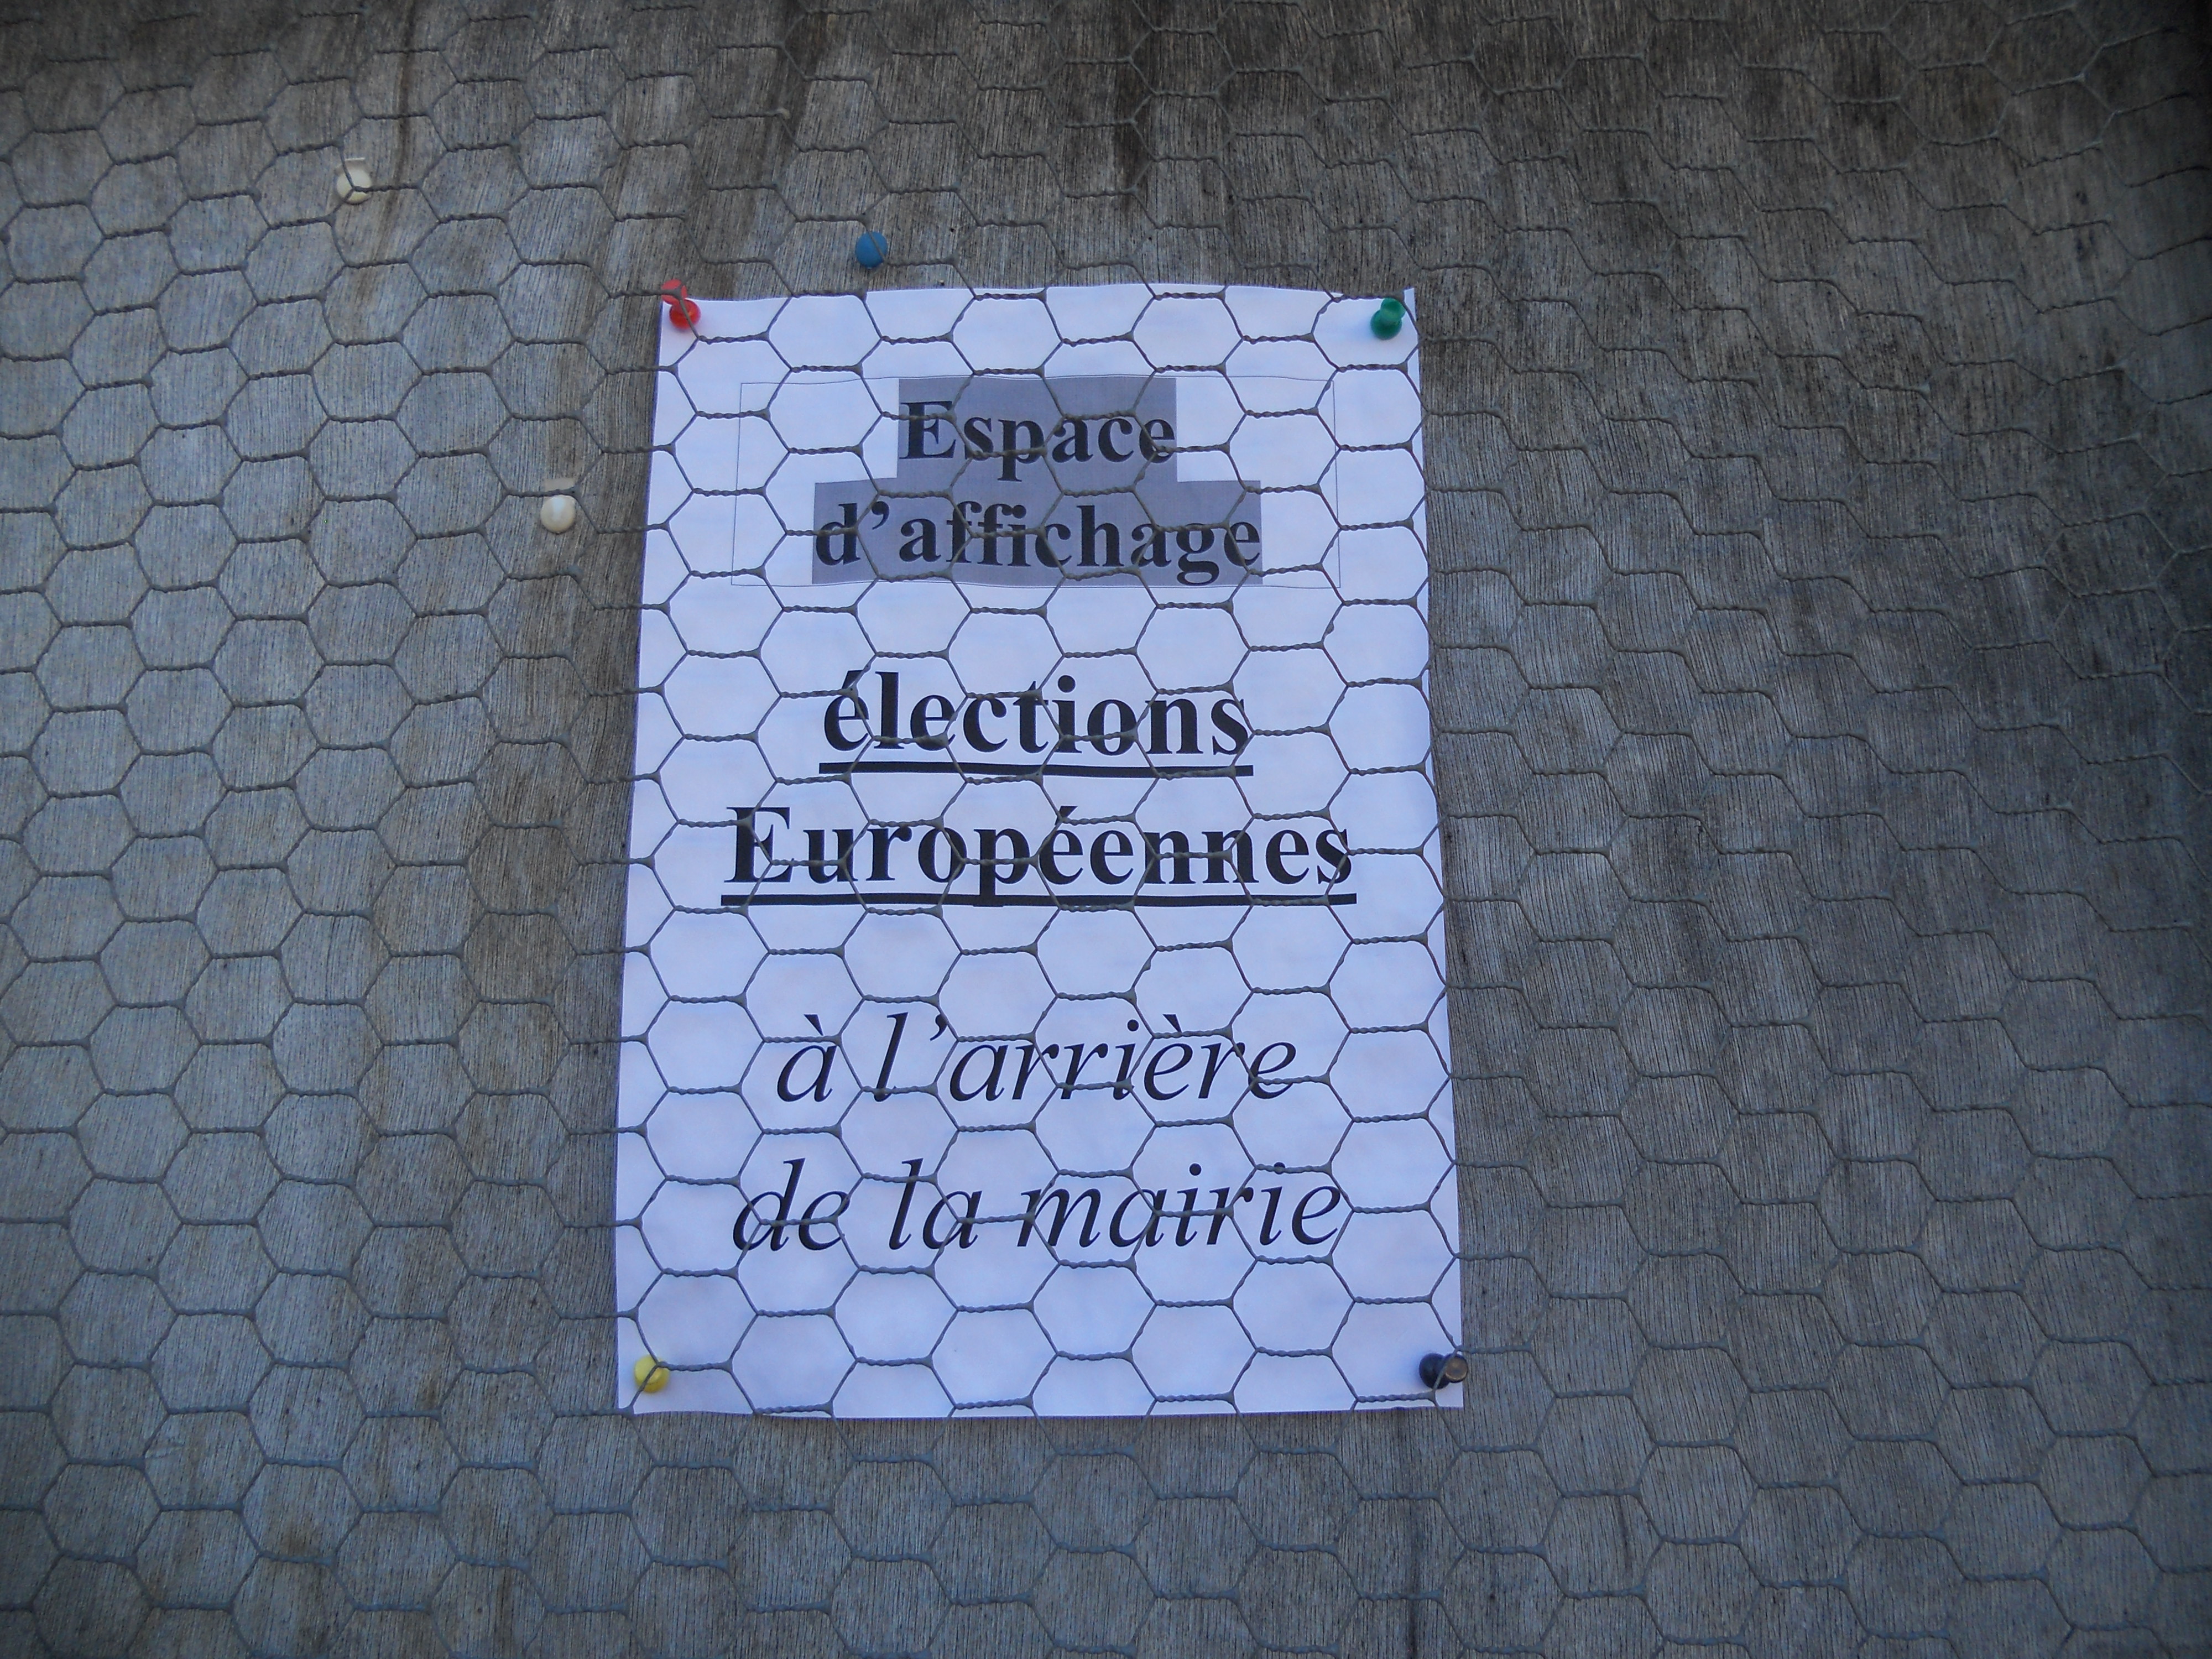 Espace
d’affichage
élections
Européennes
à l’arrière
de la mairie